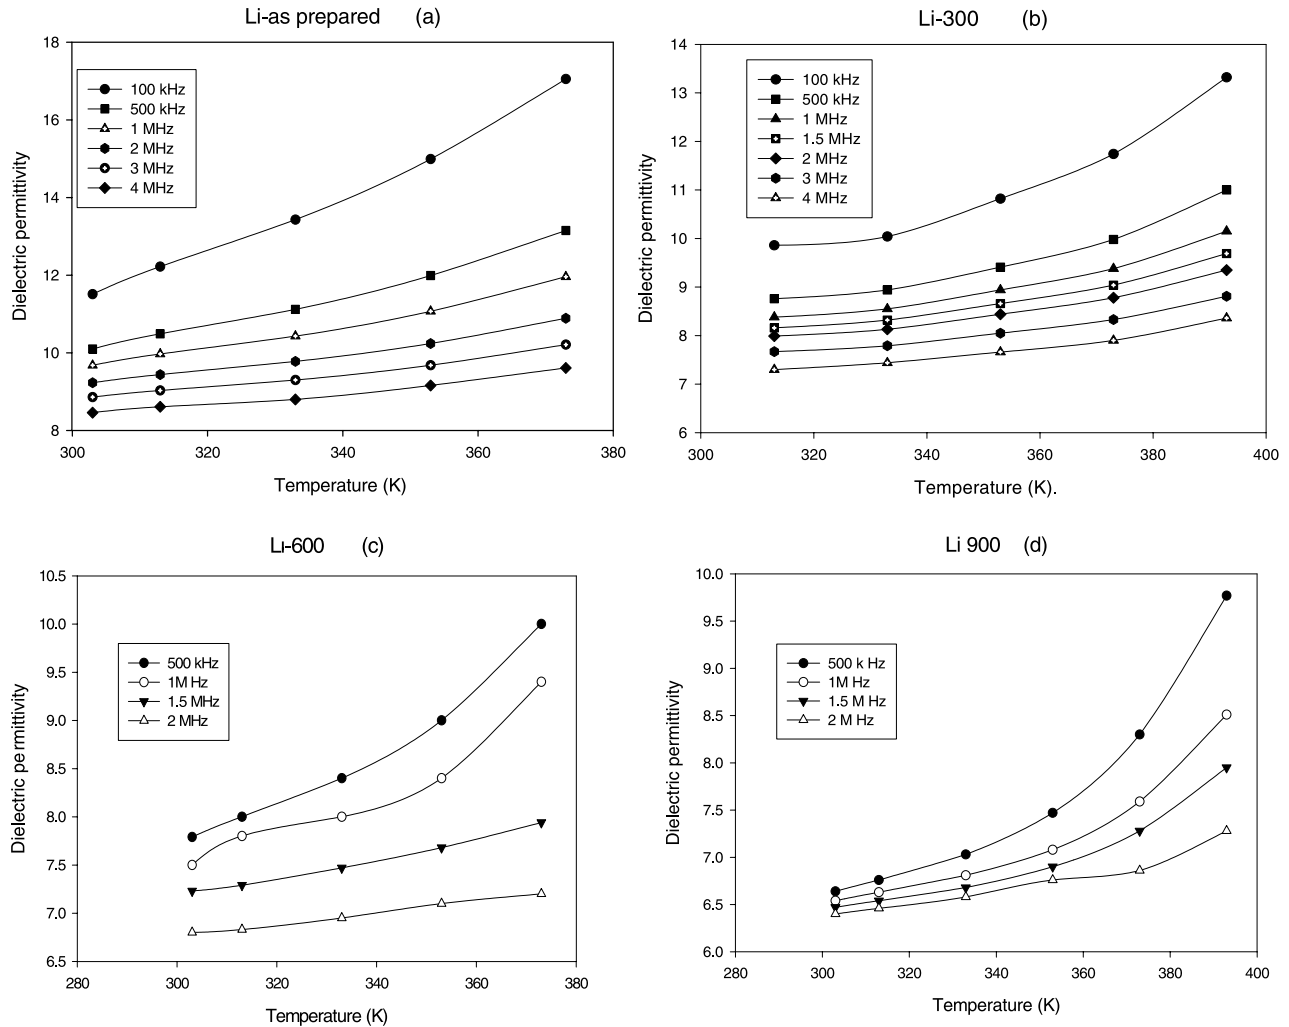 Li-as prepared (a)
18
16
14
12
10
8
300 320 340 360 380
Dielectric permittivity
Temperature (K)
100 kHz
500 kHz
1 MHz
2 MHz
3 MHz
4 MHz
Li-300 (b)
14
13
12
11
10
9
8
7
6
300 320 340 360 380 400
Dielectric permittivity
Temperature (K).
100 kHz
500 kHz
1 MHz
1.5 MHz
2 MHz
3 MHz
4 MHz
Lı-600 (c)
10.5
10.0
9.5
9.0
8.5
8.0
7.5
7.0
6.5
280 300 320 340 360 380
Dielectric permittivity
Temperature (K)
500 kHz
1M Hz
1.5 MHz
2 MHz
Li 900 (d)
10.0
9.5
9.0
8.5
8.0
7.5
7.0
6.5
6.0
280 300 320 340 360 380 400
Dielectric permittivity
Temperature (K)
500 k Hz
1M Hz
1.5 M Hz
2 M Hz